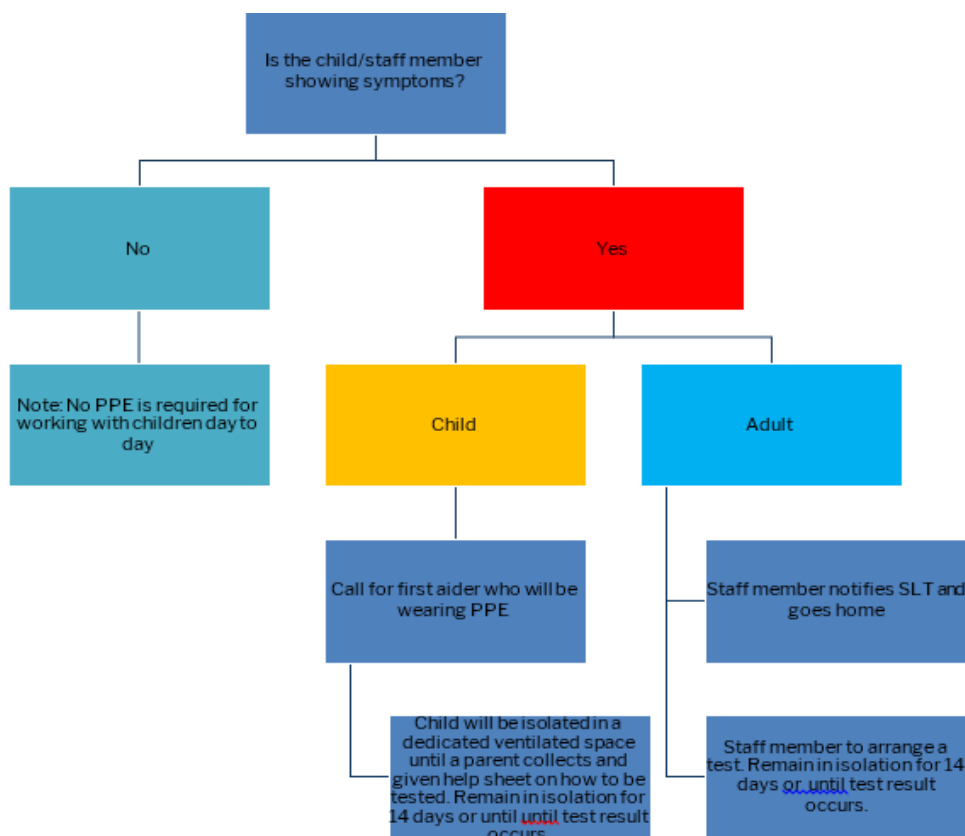 Is the child/staff member
showing symptoms?
No
Yes
Note: No PPE is required for
working with children day to
day
Child
Adult
Call for first aider who will be
wearing PPE
Staff member notifies SLT and
goes home
Child will be isolated in a
dedicated ventilated space
until a parent collects and
given help sheet on how to be
tested. Remain in isolation for
14 days or until until test result
occurs
Staff member to arrange a
test. Remain in isolation for 14
days or until test result
occurs.